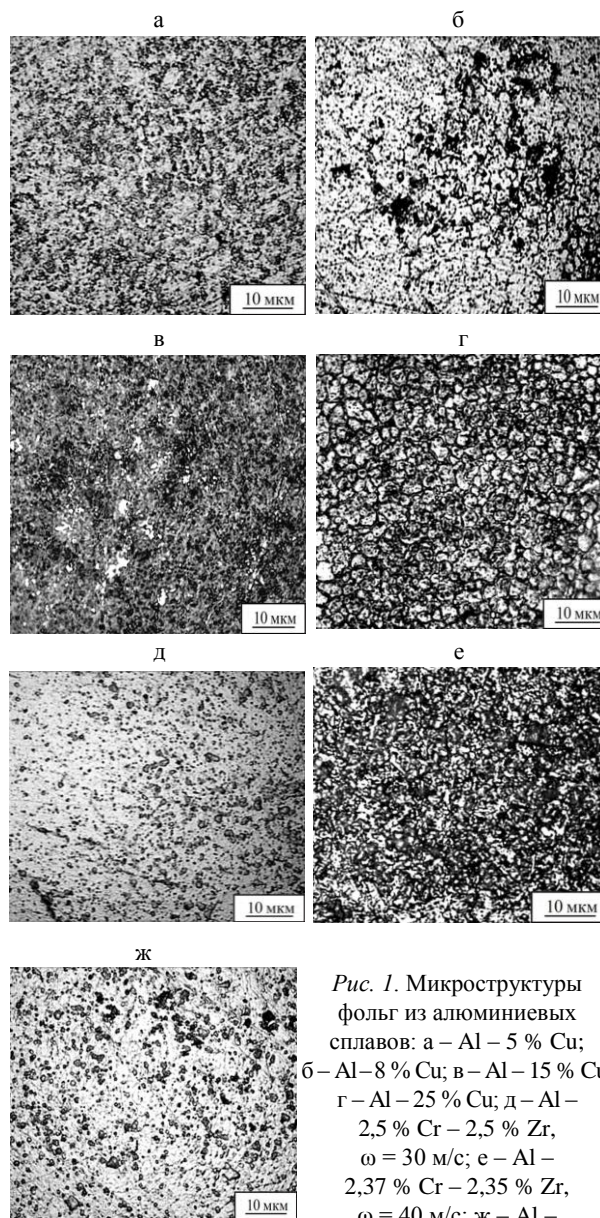 а
б
10 мкм
10 мкм
в
г
10 мкм
10 мкм
д
е
10 мкм
10 мкм
ж
10 мкм
Рис. 1. Микроструктуры
фольг из алюминиевых
сплавов: а – Al – 5 % Cu;
б – Al–8 % Cu; в – Al – 15 % Cu
г – Al – 25 % Cu; д – Al –
2,5 % Cr – 2,5 % Zr,
ω = 30 м/с; е – Al –
2,37 % Cr – 2,35 % Zr,
ω = 40 м/с; ж – Al –